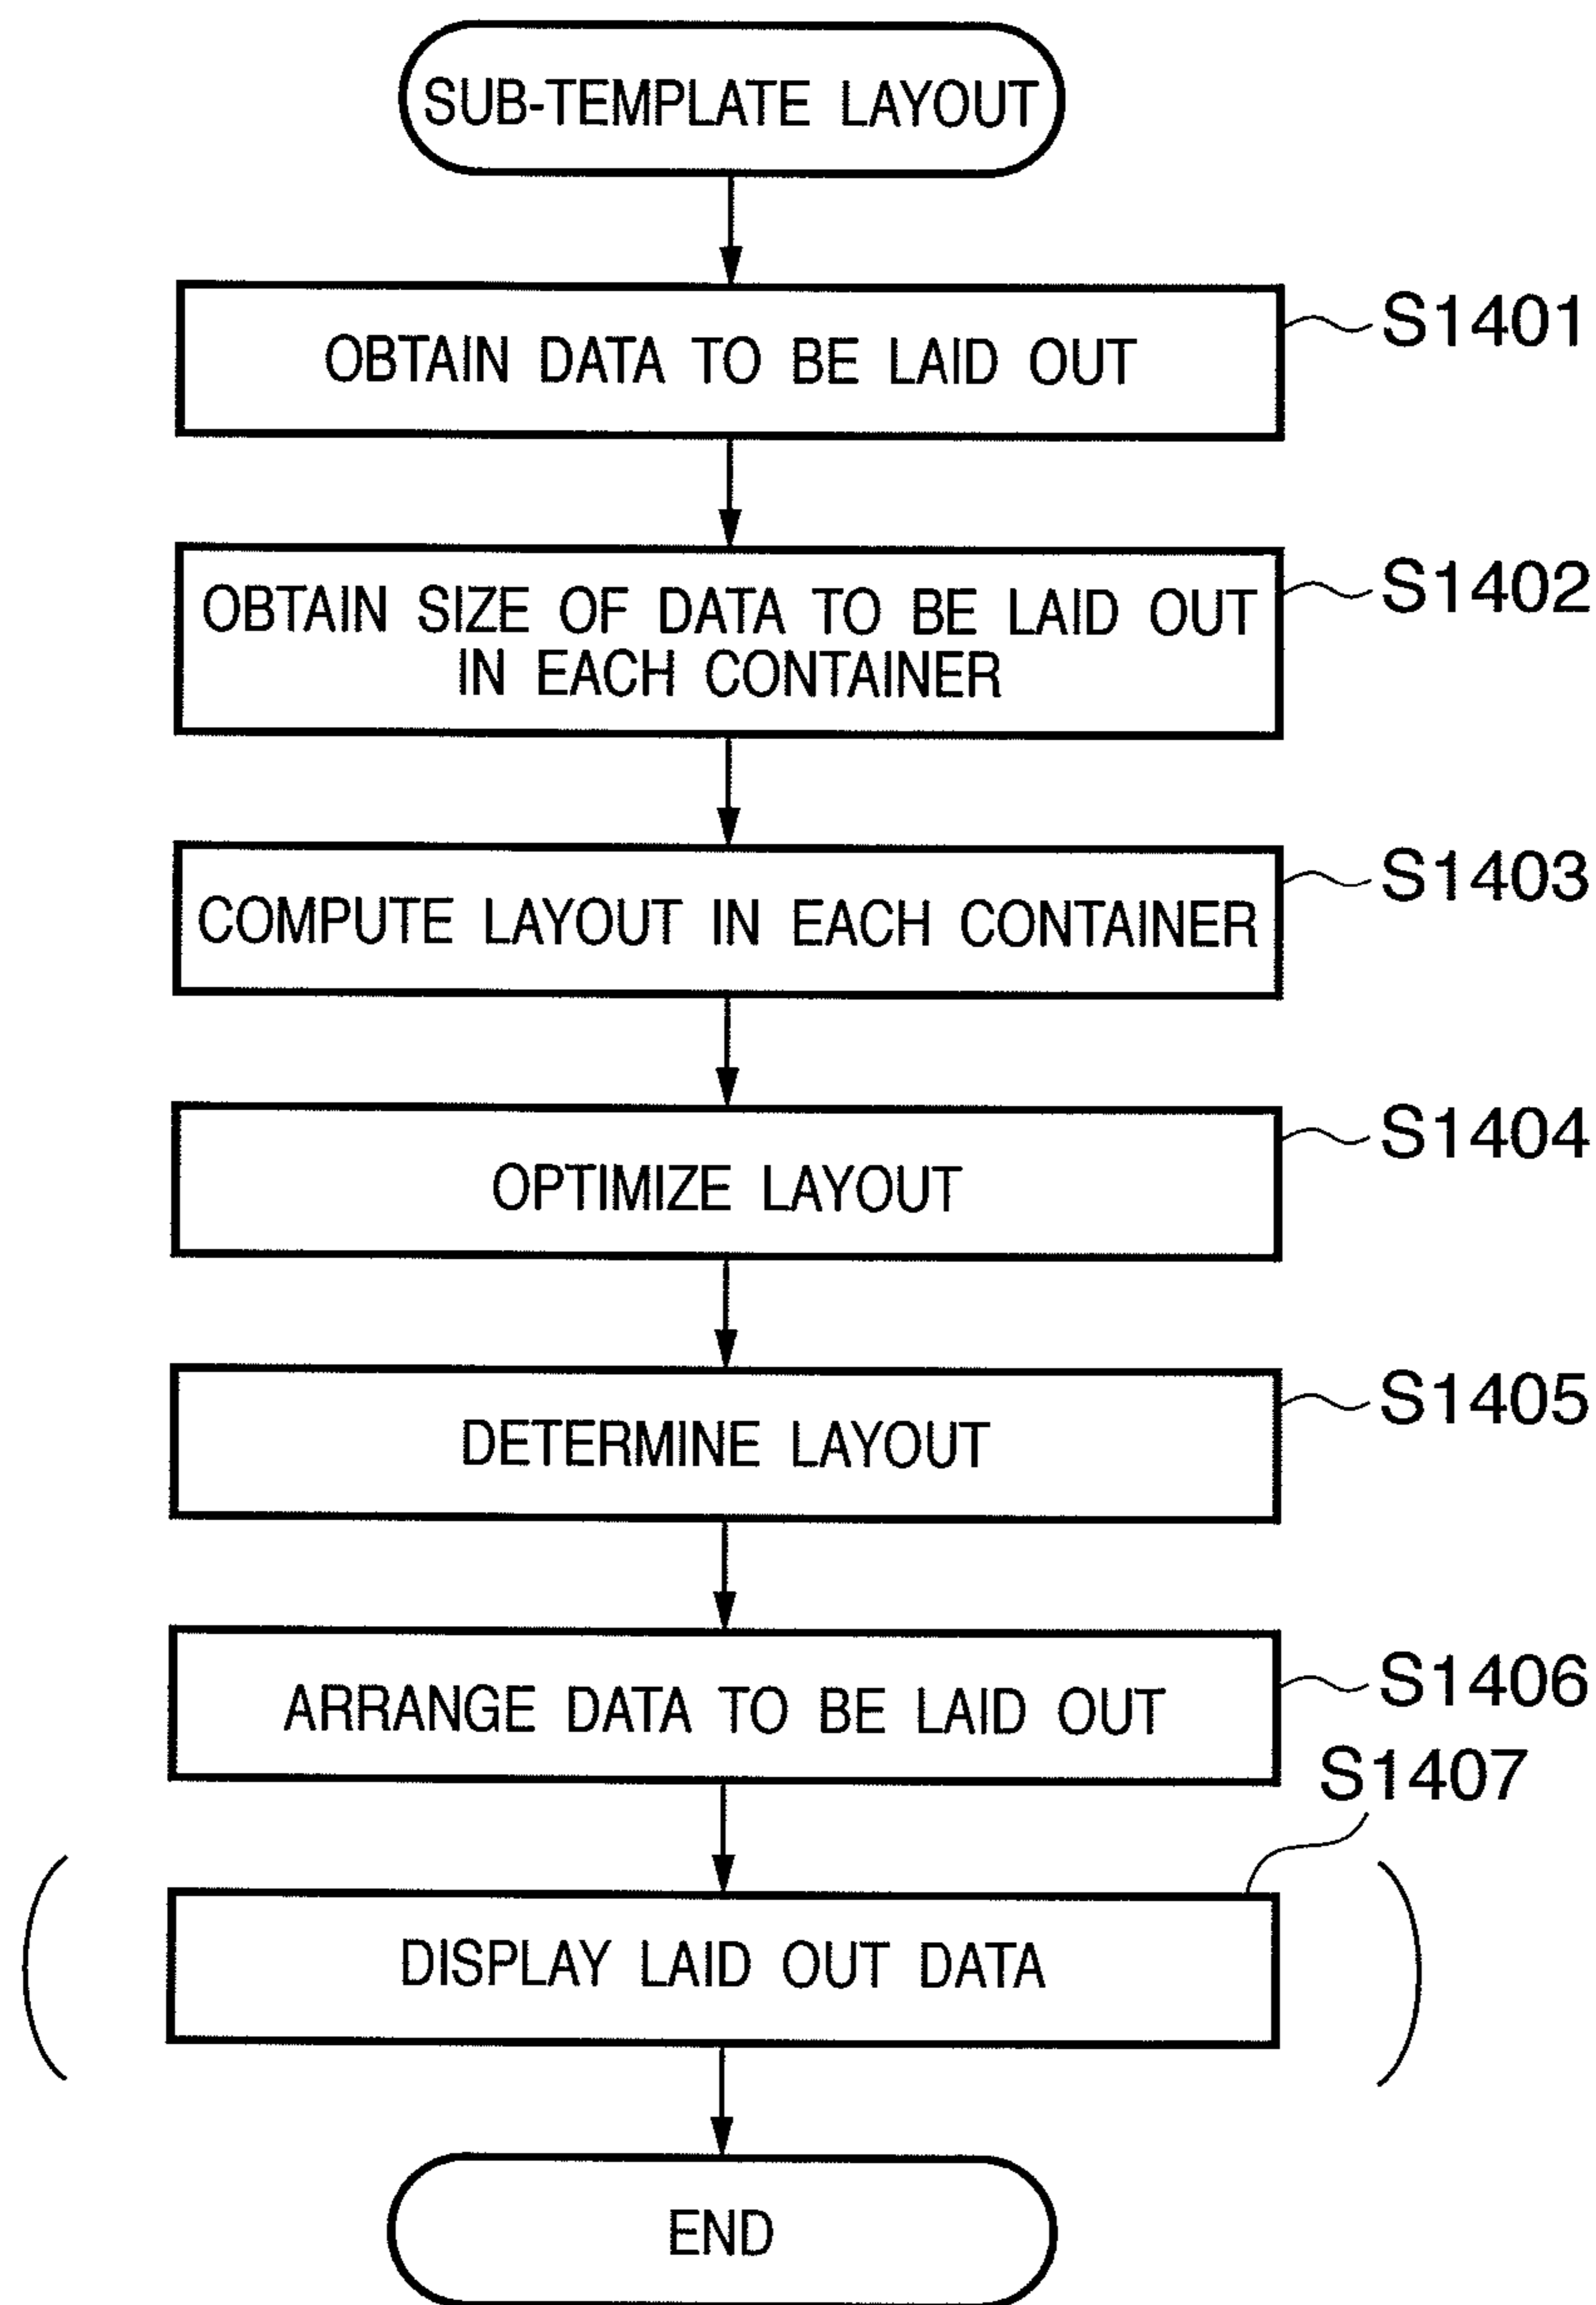 SUB-TEMPLATE LAYOUT
OBTAIN DATA TO BE LAID OUT
S1401
OBTAIN SIZE OF DATA TO BE LAID OUT
IN EACH CONTAINER
S1402
COMPUTE LAYOUT IN EACH CONTAINER
S1403
OPTIMIZE LAYOUT
S1404
DETERMINE LAYOUT
S1405
ARRANGE DATA TO BE LAID OUT
S1406
S1407
DISPLAY LAID OUT DATA
END